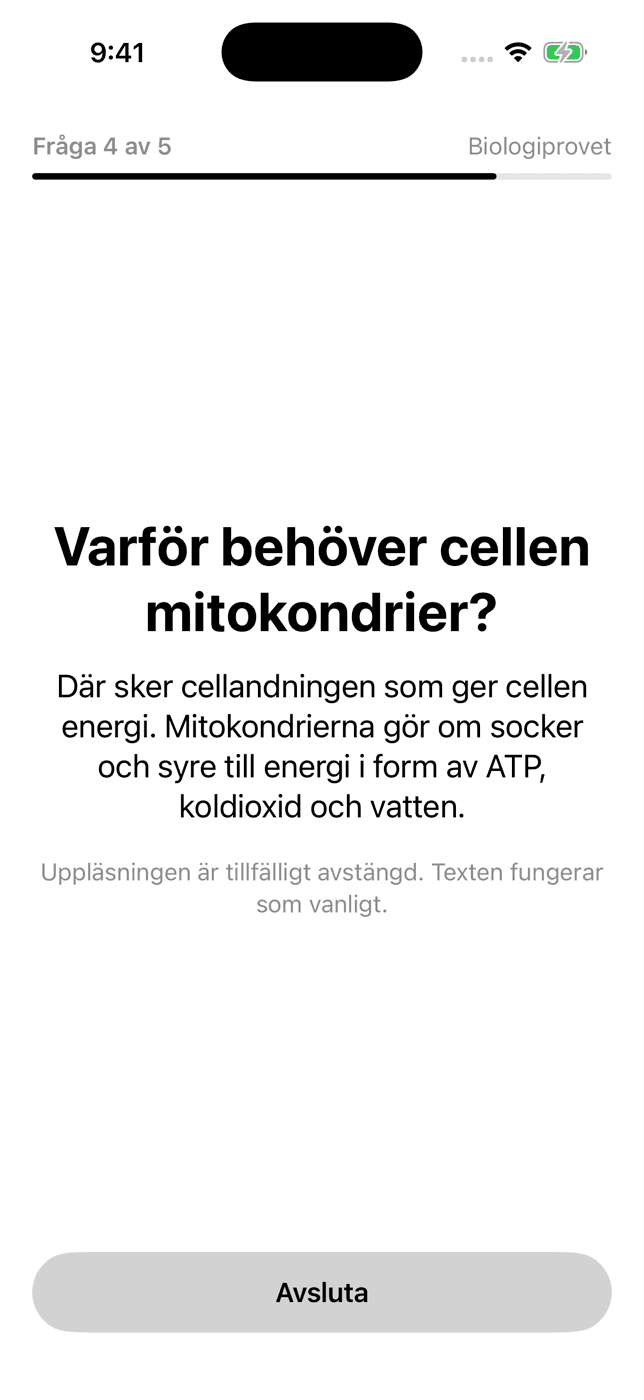 9:41
Fråga 4 av 5
Biologiprovet
Varför behöver cellen
mitokondrier?
Där sker cellandningen som ger cellen
energi. Mitokondrierna gör om socker
och syre till energi i form av ATP,
koldioxid och vatten.
Uppläsningen är tillfälligt avstängd. Texten fungerar
som vanligt.
Avsluta